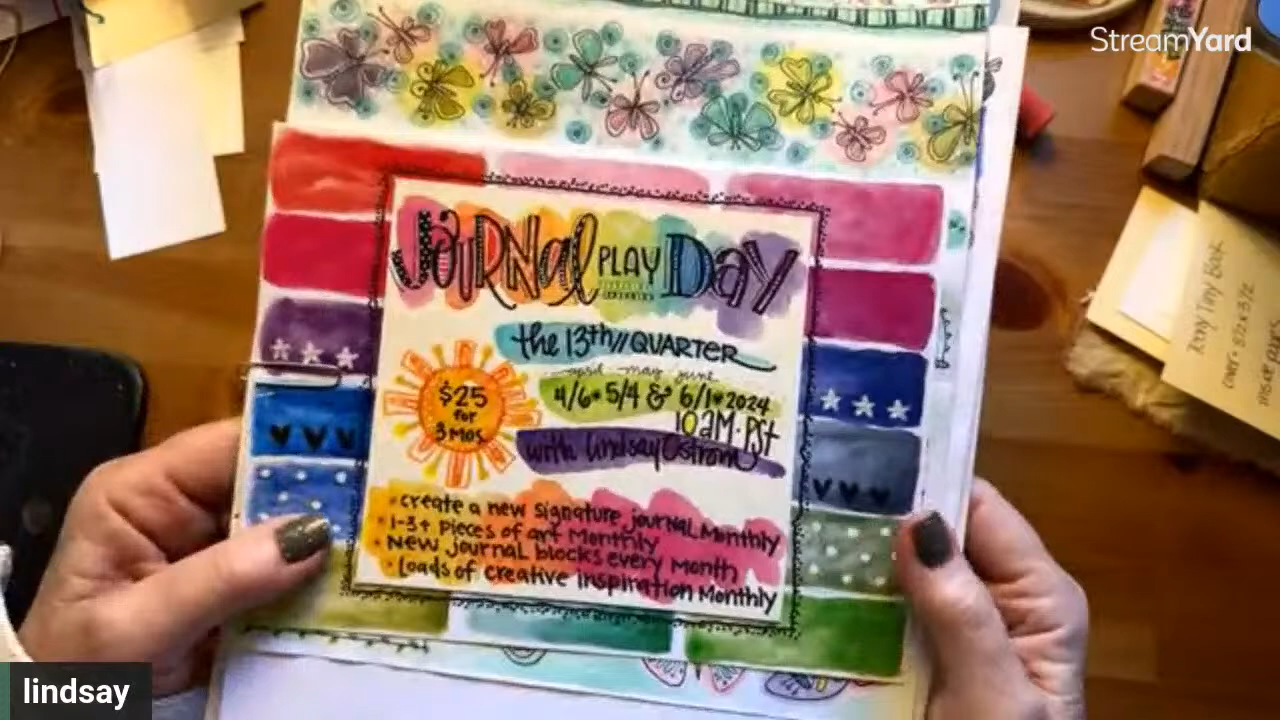 StreamYard
JOURNAL PLAY DAY
the 13th//QUARTER
april may june
4/6 • 5/4 & 6/1 • 2024
10am • PST
$25
for
3 mos.
with lindsay Ostrom
• create a new signature journal Monthly
• 1-3+ pieces of art Monthly
• New journal blocks every Month
• Loads of creative inspiration Monthly
Tiny Box
lindsay